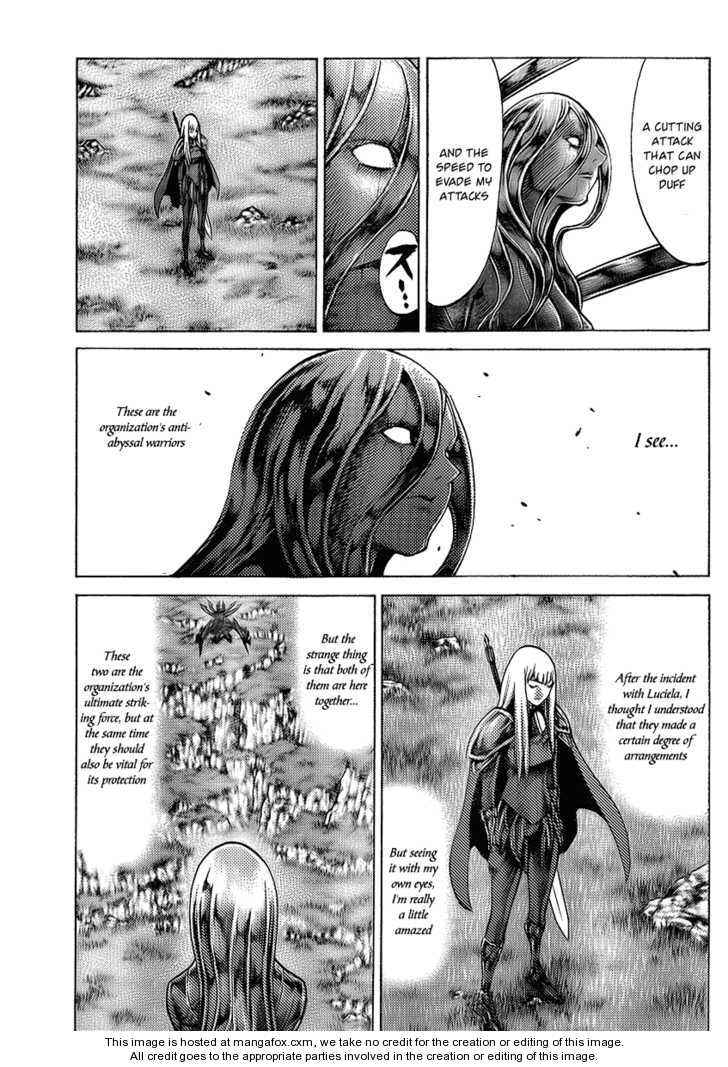 A CUTTING
ATTACK
THAT CAN
CHOP UP
DUFF
AND THE
SPEED TO
EVADE MY
ATTACKS
ス…
I see...
These are the
organization's anti-
abyssal warriors
After the incident
with Luciela, I
thought I understood
that they made a
certain degree of
arrangements
But seeing
it with my
own eyes,
I'm really
a little
amazed
But the
strange thing
is that both of
them are here
together...
These
two are the
organization's
ultimate strik-
ing force, but at
the same time
they should
also be vital for
its protection
This image is hosted at mangafox.cxm, we take no credit for the creation or editing of this image.
All credit goes to the appropriate parties involved in the creation or editing of this image.